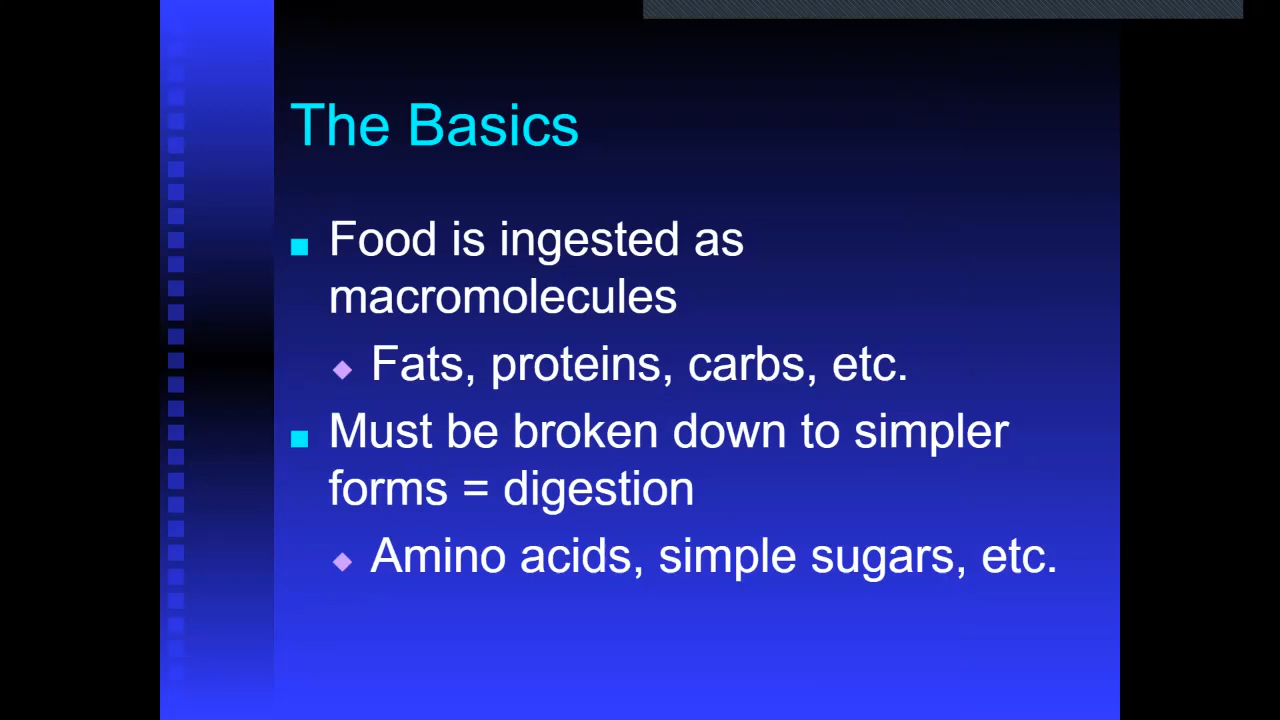 The Basics
Food is ingested as
macromolecules
Fats, proteins, carbs, etc.
Must be broken down to simpler
forms = digestion
Amino acids, simple sugars, etc.